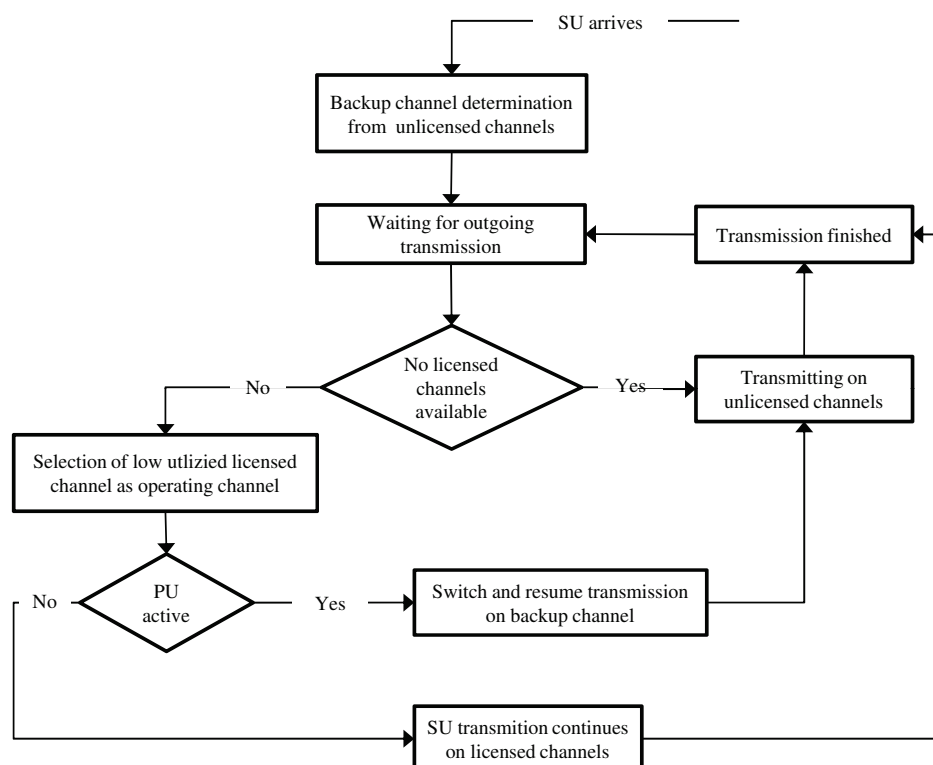 SU arrives
Backup channel determination
from unlicensed channels
Waiting for outgoing
transmission
Transmission finished
No licensed
channels
available
No
Yes
Transmitting on
unlicensed channels
Selection of low utlizied licensed
channel as operating channel
No
PU
active
Yes
Switch and resume transmission
on backup channel
SU transmition continues
on licensed channels